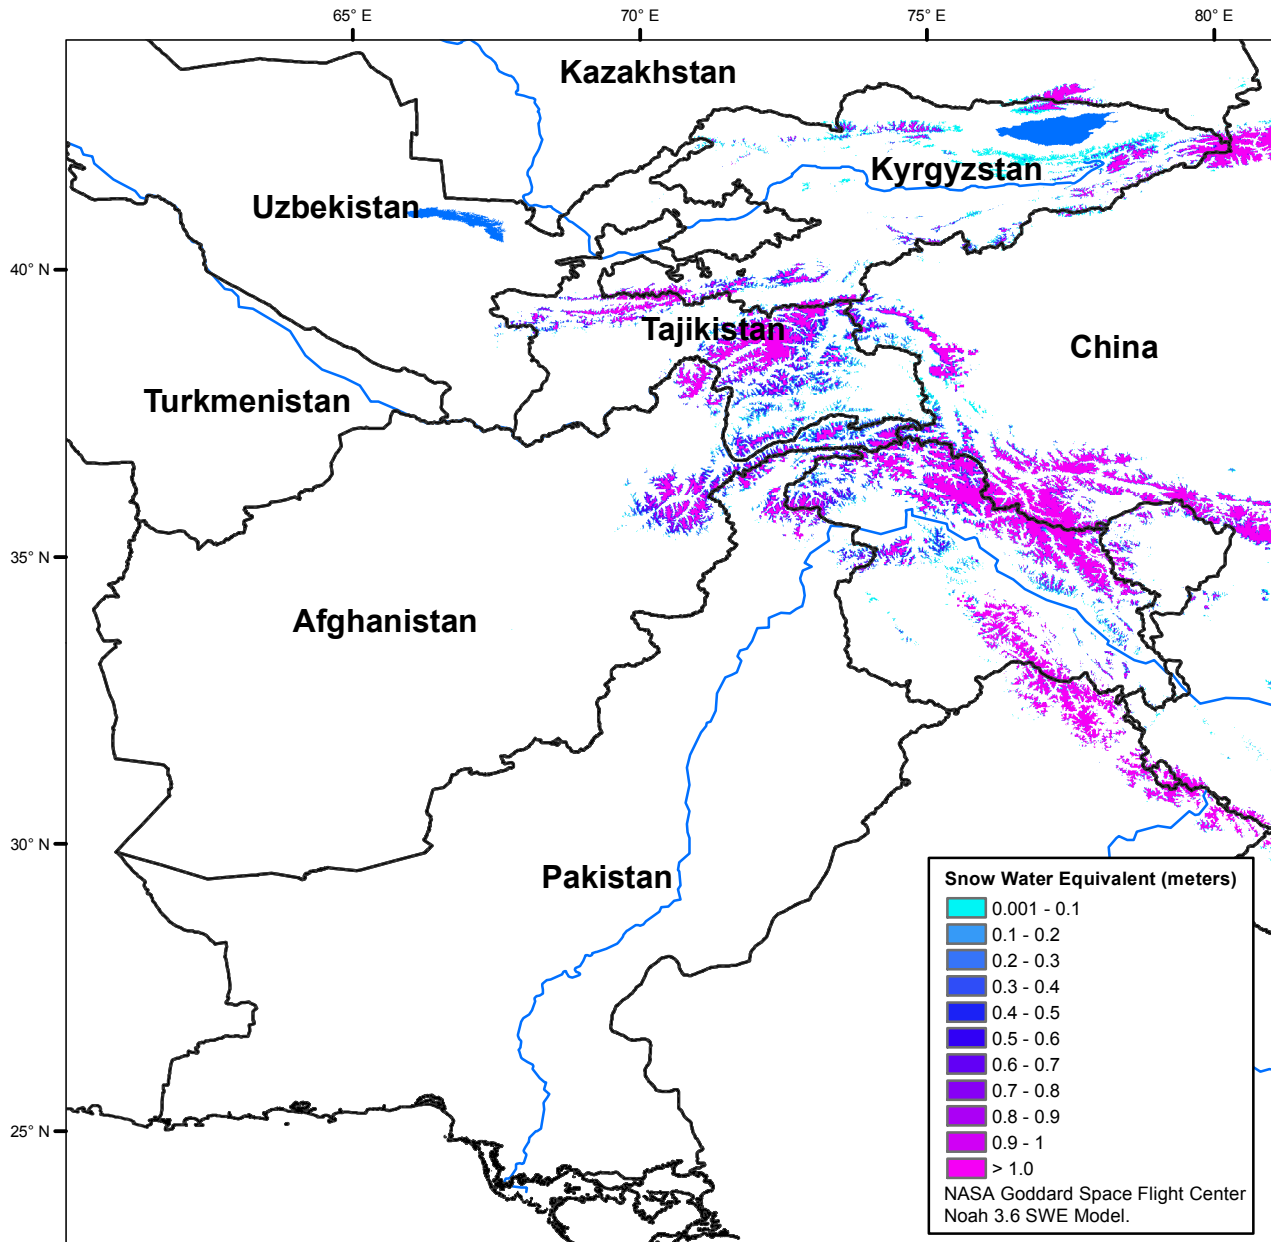 65° E
70° E
75° E
80° E
Kazakhstan
Kyrgyzstan
Uzbekistan
40° N
Tajikistan
China
Turkmenistan
35° N
Afghanistan
30° N
Pakistan
25° N
Snow Water Equivalent (meters)
0.001 - 0.1
0.1 - 0.2
0.2 - 0.3
0.3 - 0.4
0.4 - 0.5
0.5 - 0.6
0.6 - 0.7
0.7 - 0.8
0.8 - 0.9
0.9 - 1
> 1.0
NASA Goddard Space Flight Center
Noah 3.6 SWE Model.